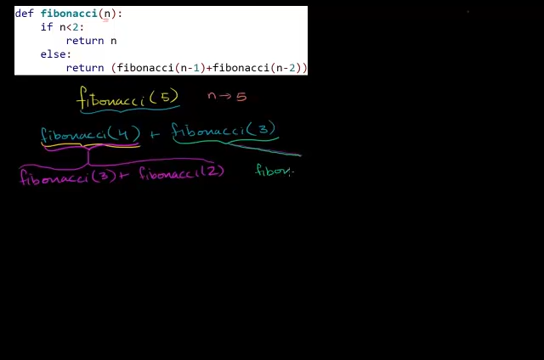 def fibonacci(n):
    if n<2:
        return n
    else:
        return (fibonacci(n-1)+fibonacci(n-2))
fibonacci(5) n→5
fibonacci(4) + fibonacci(3)
fibonacci(3)+ fibonacci(2) fibon